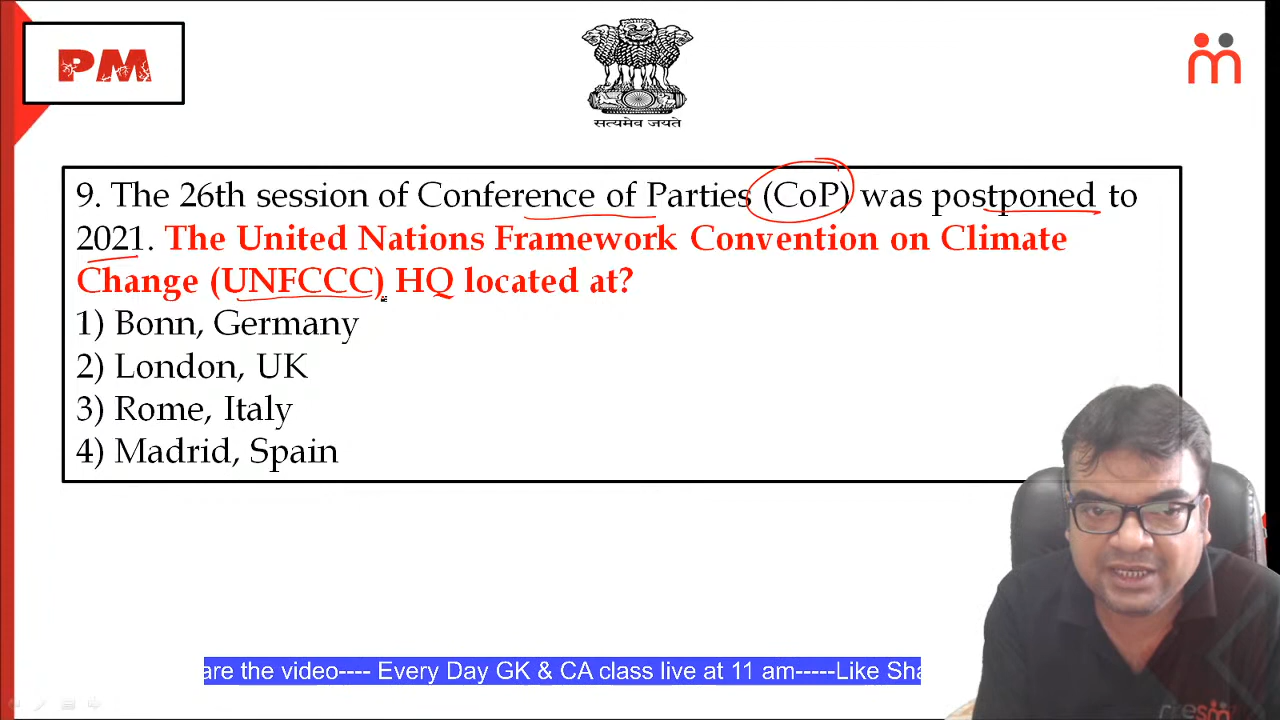 PM
सत्यमेव जयते
9. The 26th session of Conference of Parties (CoP) was postponed to
2021. The United Nations Framework Convention on Climate
Change (UNFCCC) HQ located at?
1) Bonn, Germany
2) London, UK
3) Rome, Italy
4) Madrid, Spain
are the video---- Every Day GK & CA class live at 11 am-----Like Sha